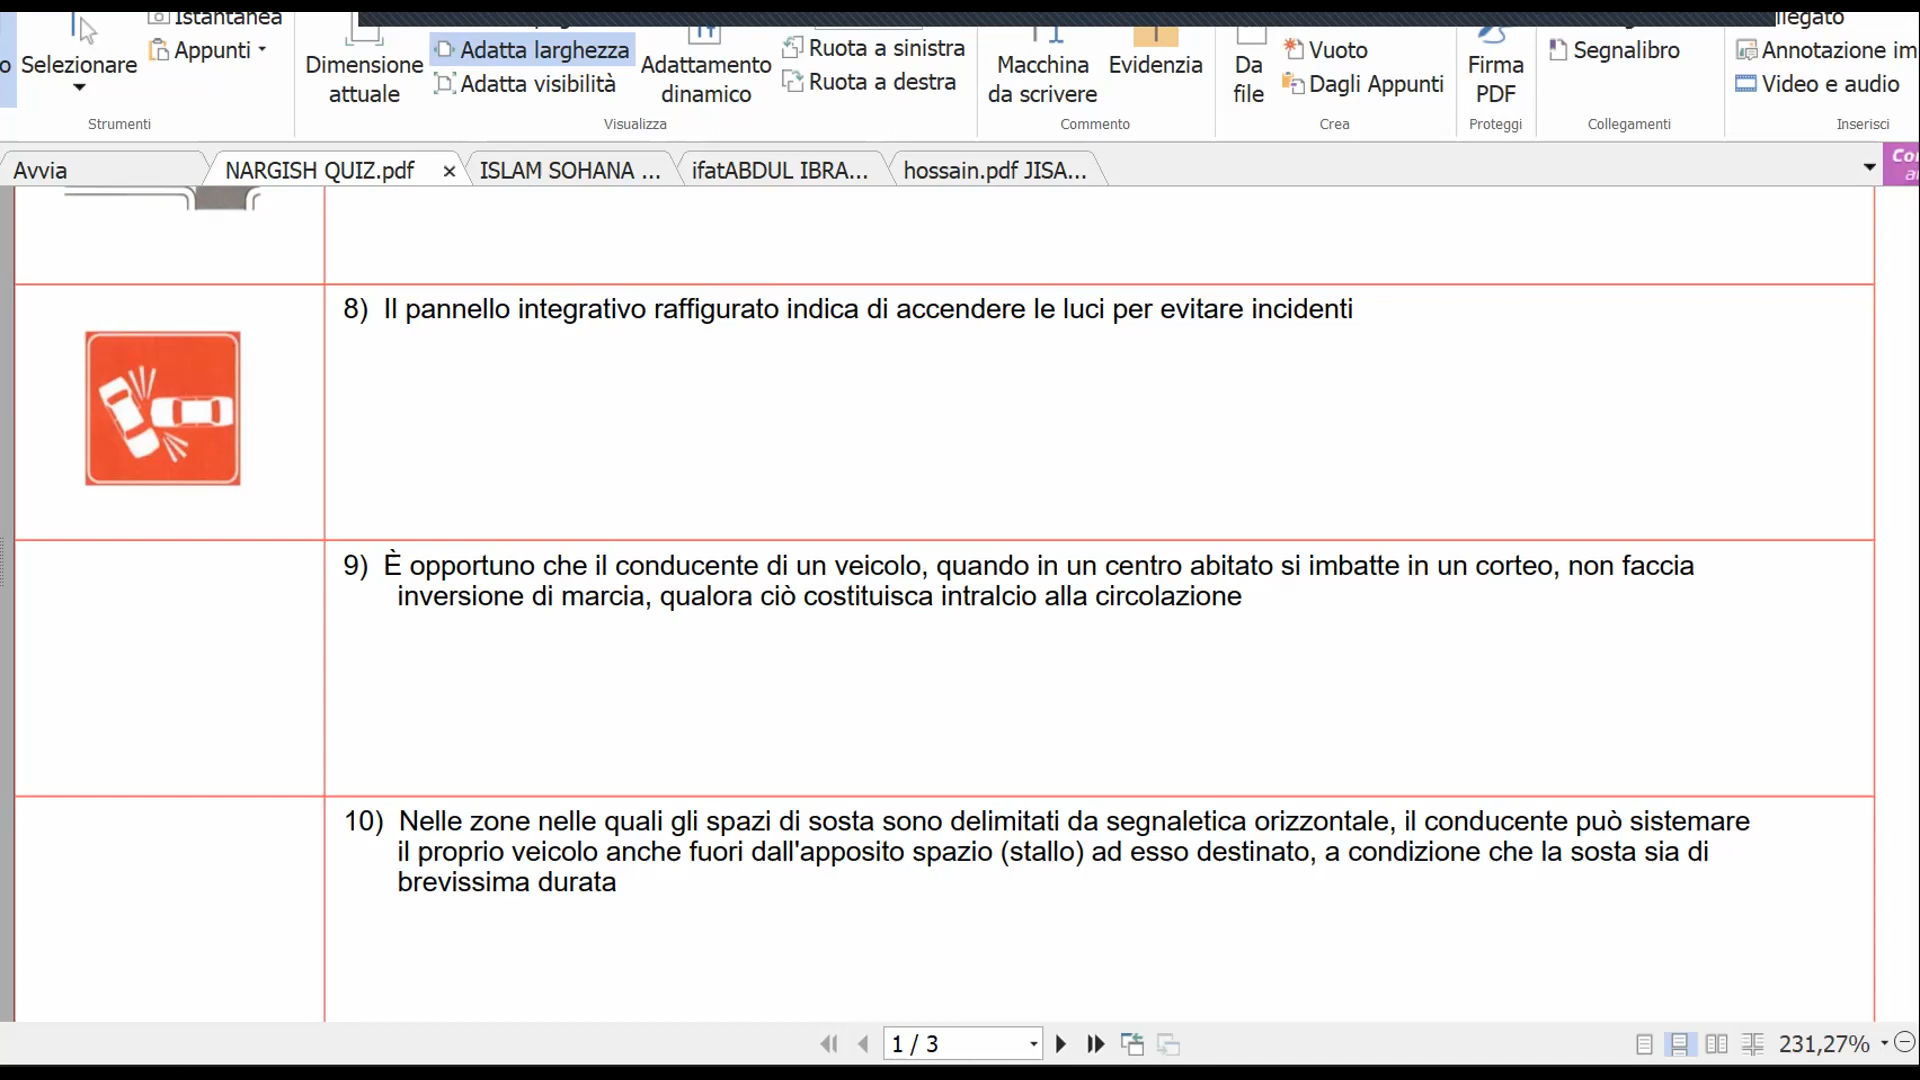 Istantanea
Selezionare
Appunti
Strumenti
Dimensione
attuale
Adatta larghezza
Adatta visibilità
Adattamento
dinamico
Ruota a sinistra
Ruota a destra
Visualizza
Macchina
da scrivere
Evidenzia
Commento
Da
file
Vuoto
Dagli Appunti
Crea
Firma
PDF
Proteggi
Segnalibro
Collegamenti
llegato
Annotazione im
Video e audio
Inserisci
Avvia
NARGISH QUIZ.pdf
ISLAM SOHANA ...
ifatABDUL IBRA...
hossain.pdf JISA...
8) Il pannello integrativo raffigurato indica di accendere le luci per evitare incidenti
9) È opportuno che il conducente di un veicolo, quando in un centro abitato si imbatte in un corteo, non faccia
inversione di marcia, qualora ciò costituisca intralcio alla circolazione
10) Nelle zone nelle quali gli spazi di sosta sono delimitati da segnaletica orizzontale, il conducente può sistemare
il proprio veicolo anche fuori dall'apposito spazio (stallo) ad esso destinato, a condizione che la sosta sia di
brevissima durata
1 / 3
231,27%